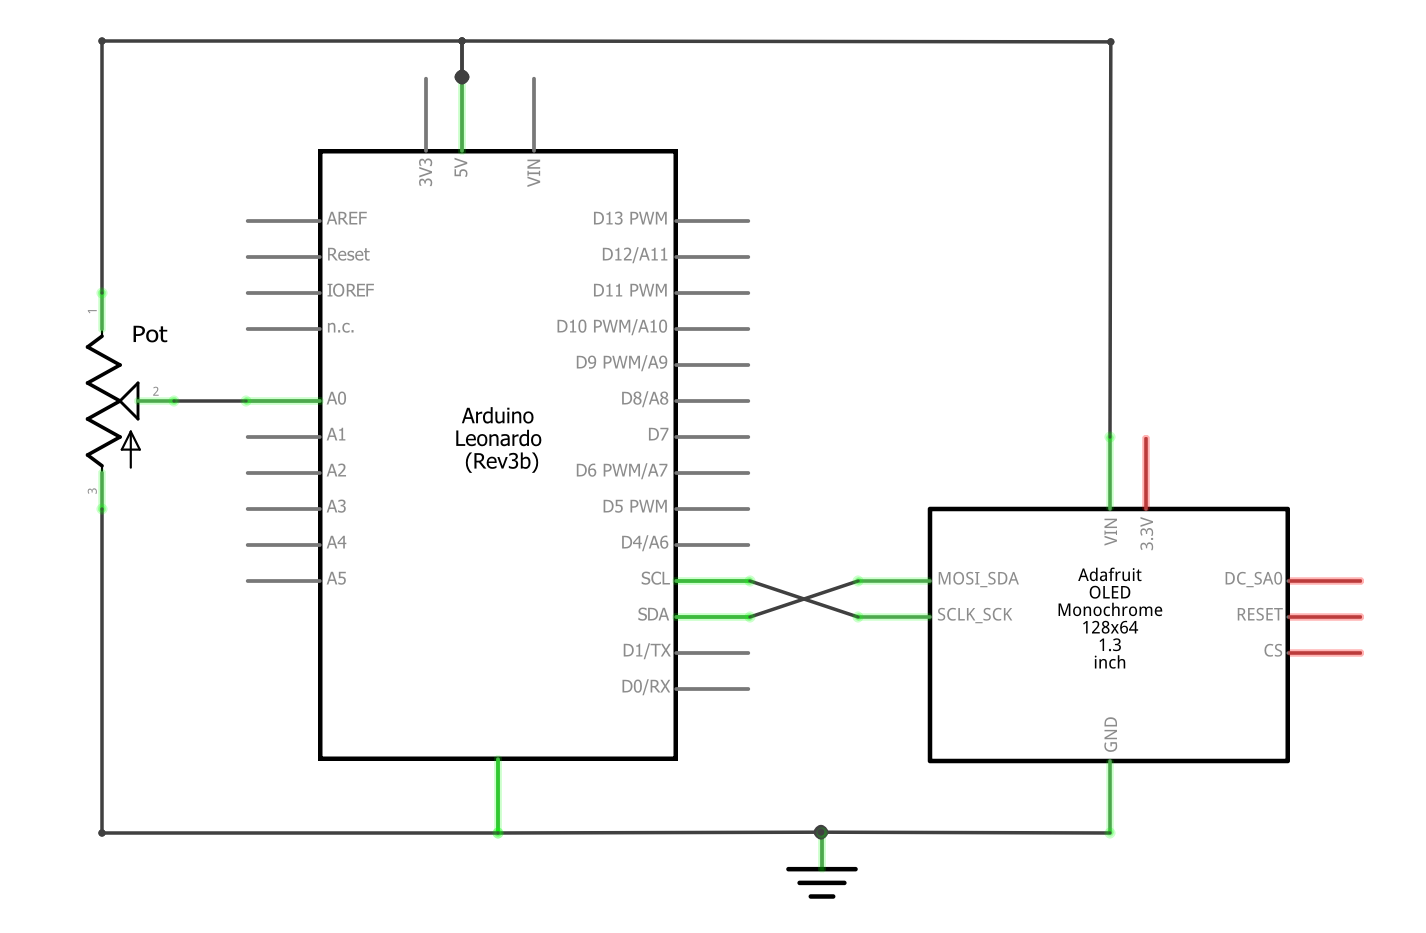 3V3
5V
VIN
AREF
Reset
IOREF
n.c.
A0
A1
A2
A3
A4
A5
D13 PWM
D12/A11
D11 PWM
D10 PWM/A10
D9 PWM/A9
D8/A8
D7
D6 PWM/A7
D5 PWM
D4/A6
SCL
SDA
D1/TX
D0/RX
Arduino
Leonardo
(Rev3b)
1
Pot
2
3
VIN
3.3V
MOSI_SDA
SCLK_SCK
Adafruit
OLED
Monochrome
128x64
1.3
inch
DC_SA0
RESET
CS
GND